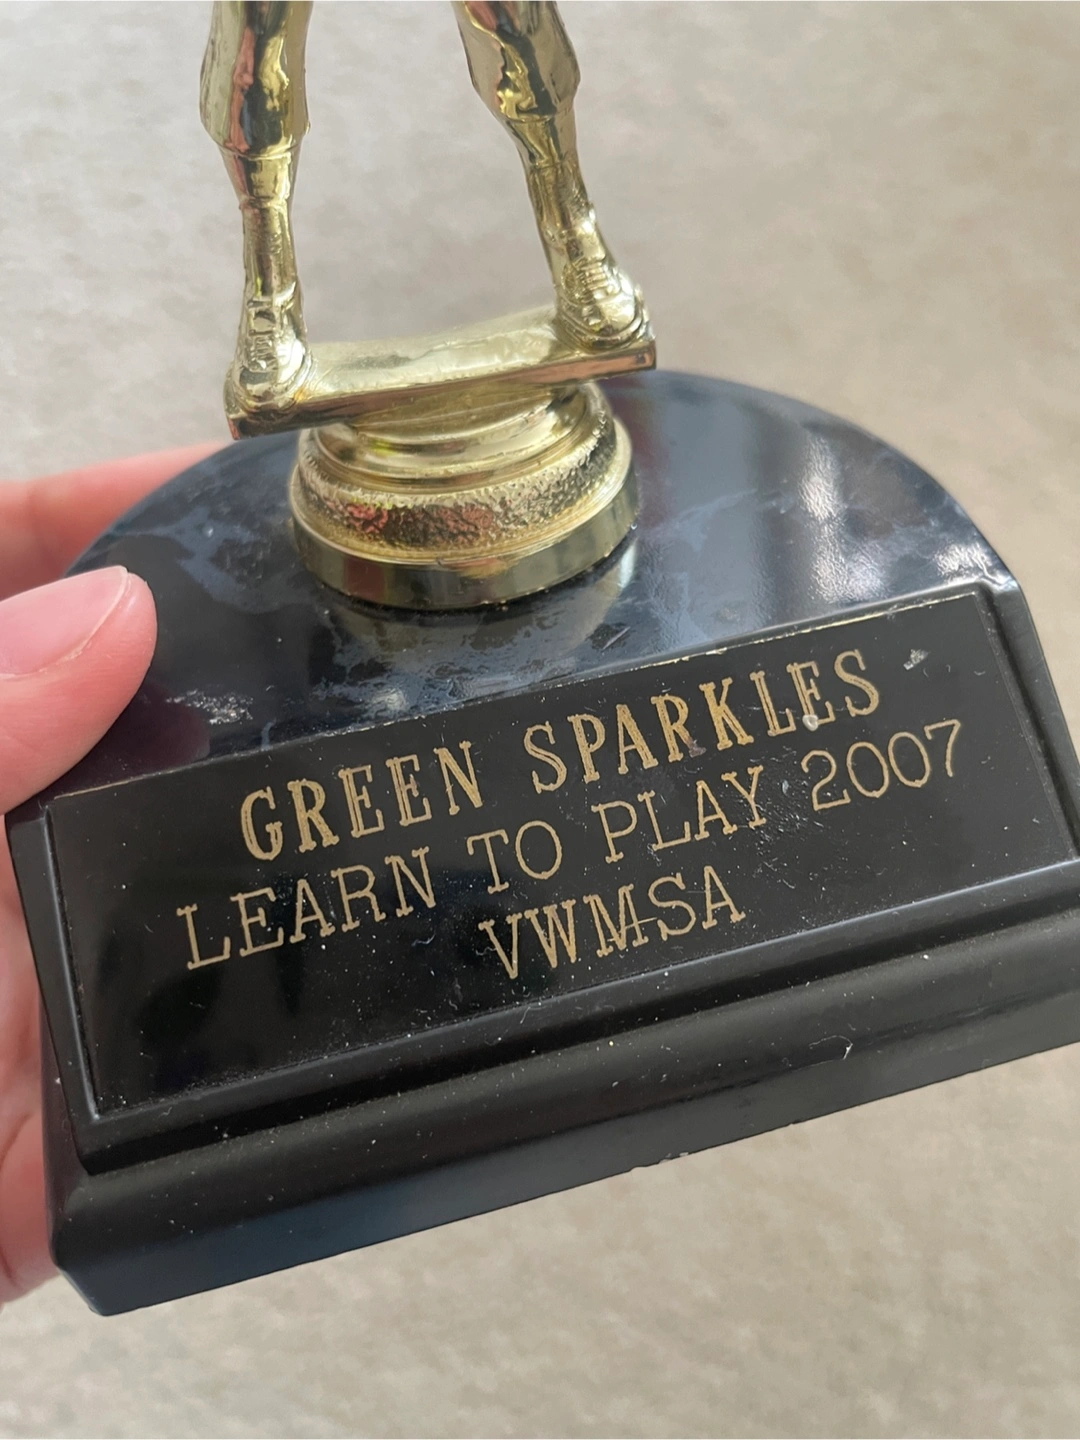 GREEN SPARKLES
LEARN TO PLAY 2007
VWMSA